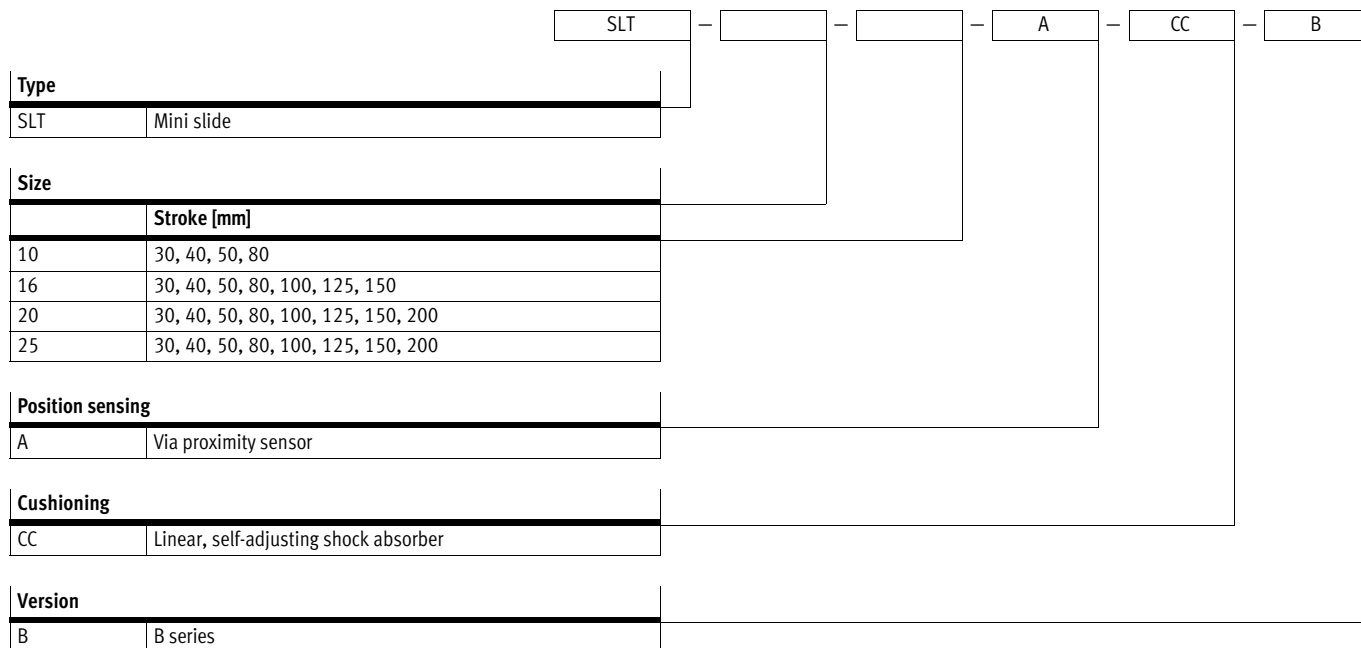 SLT – – – A – CC – B
Type
SLT Mini slide
Size
Stroke [mm]
10 30, 40, 50, 80
16 30, 40, 50, 80, 100, 125, 150
20 30, 40, 50, 80, 100, 125, 150, 200
25 30, 40, 50, 80, 100, 125, 150, 200
Position sensing
A Via proximity sensor
Cushioning
CC Linear, self-adjusting shock absorber
Version
B B series